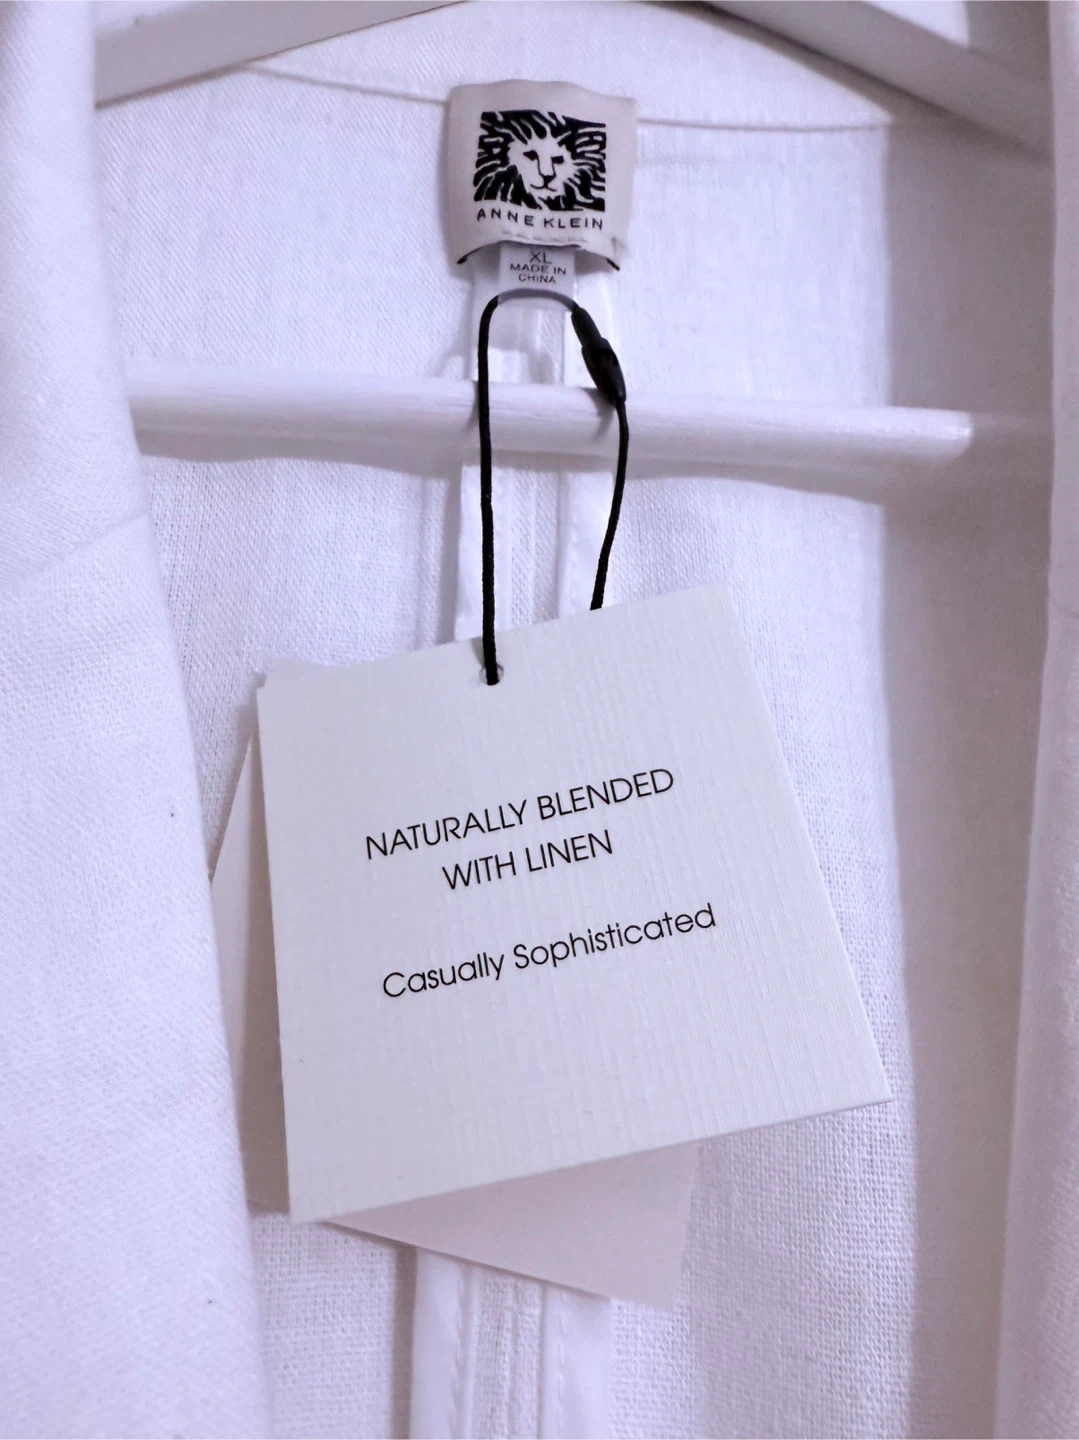 ANNE KLEIN
XL
MADE IN
CHINA
NATURALLY BLENDED
WITH LINEN
Casually Sophisticated